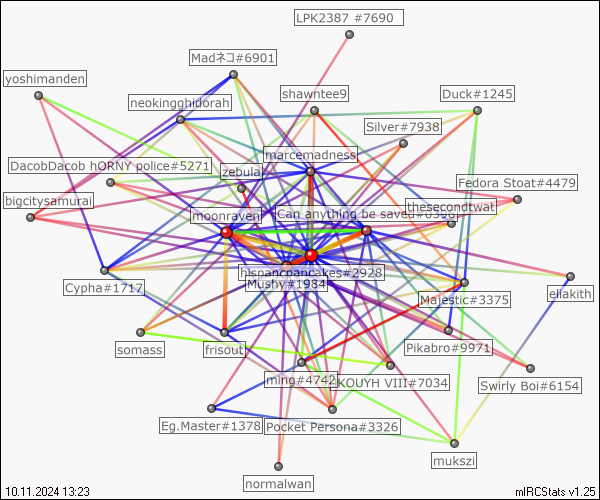 LPK2387 #7690
Madネコ#6901
yoshimanden
shawntee9
Duck#1245
neokingghidorah
Silver#7938
marcemadness
DacobDacob hORNY police#5271
zebula
Fedora Stoat#4479
bigcitysamurai
thesecondtwat
moonraven
Can anything be saved
hispancpancakes#2928
Mushy#1984
Cypha#1717
ellakith
Majestic#3375
somass
frisout
Pikabro#9971
ming#4742
KOUYH VIII#7034
Swirly Boi#6154
Eg.Master#1378
Pocket Persona#3326
mukszi
normalwan
10.11.2024 13:23
mIRCStats v1.25